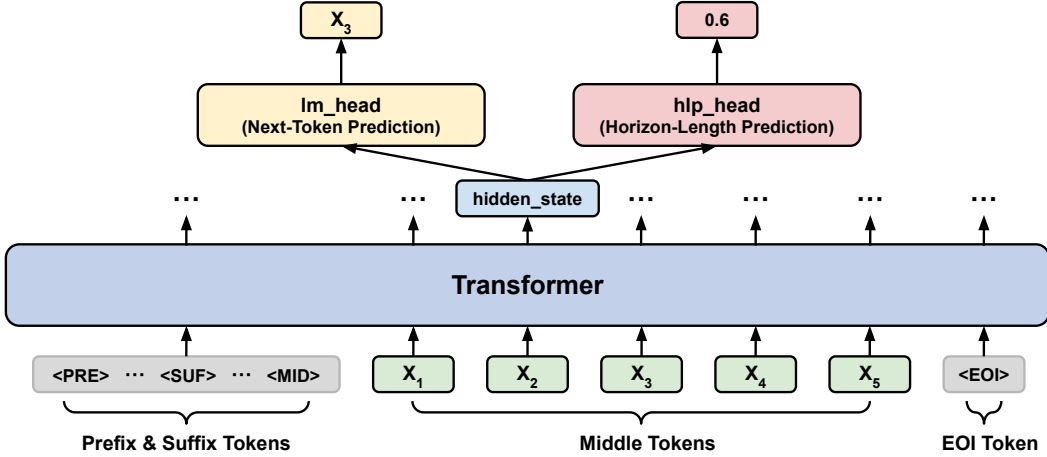 X3 0.6
lm_head hlp_head
(Next-Token Prediction) (Horizon-Length Prediction)
... ... hidden_state ... ... ... ...
Transformer
<PRE> ... <SUF> ... <MID> X1 X2 X3 X4 X5 <EOI>
Prefix & Suffix Tokens Middle Tokens EOI Token